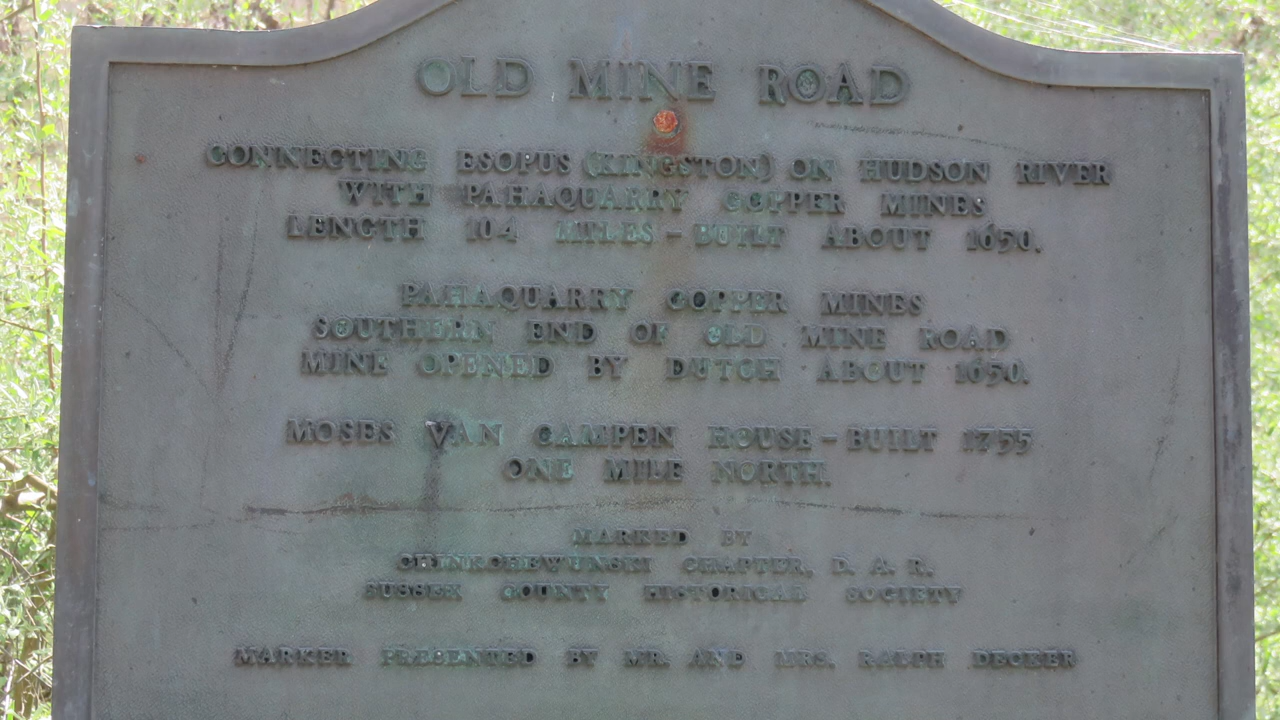 OLD MINE ROAD
CONNECTING ESOPUS (KINGSTON) ON HUDSON RIVER
WITH PAHAQUARRY COPPER MINES
LENGTH 104 MILES - BUILT ABOUT 1650.
PAHAQUARRY COPPER MINES
SOUTHERN END OF OLD MINE ROAD
MINE OPENED BY DUTCH ABOUT 1650.
MOSES VAN CAMPEN HOUSE - BUILT 1755
ONE MILE NORTH.
MARKED BY
CHINKCHEWUNSKI CHAPTER, D. A. R.
SUSSEX COUNTY HISTORICAL SOCIETY
MARKER PRESENTED BY MR. AND MRS. RALPH DECKER